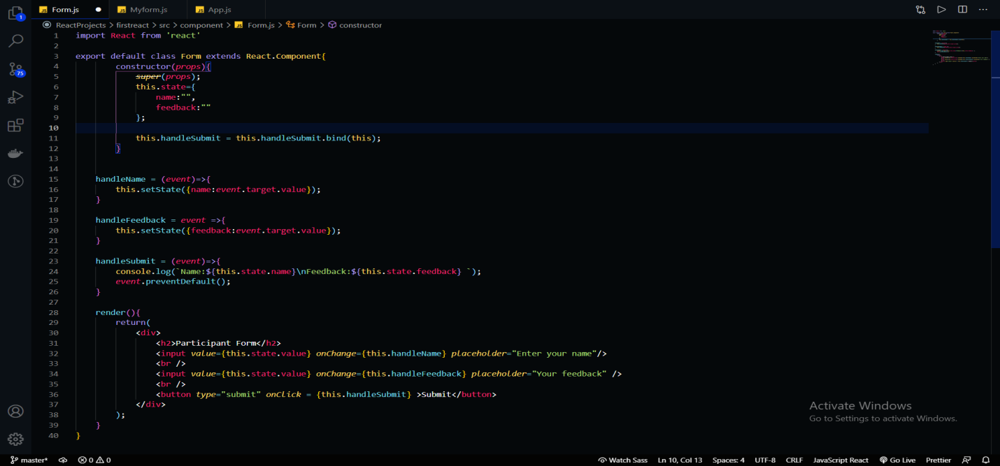 Form.js
Myform.js
App.js
1
ReactProjects > firstreact > src > component > Form.js > Form > constructor
1 import React from 'react'
2
3 export default class Form extends React.Component{
4 constructor(props){
5 super(props);
6 this.state={
7 name:"",
8 feedback:""
9 };
10
11 this.handleSubmit = this.handleSubmit.bind(this);
12 }
13
14
15 handleName = (event)=>{
16 this.setState({name:event.target.value});
17 }
18
19 handleFeedback = event =>{
20 this.setState({feedback:event.target.value});
21 }
22
23 handleSubmit = (event)=>{
24 console.log(`Name:${this.state.name}\nFeedback:${this.state.feedback} `);
25 event.preventDefault();
26 }
27
28 render(){
29 return(
30 <div>
31 <h2>Participant Form</h2>
32 <input value={this.state.value} onChange={this.handleName} placeholder="Enter your name"/>
33 <br />
34 <input value={this.state.value} onChange={this.handleFeedback} placeholder="Your feedback" />
35 <br />
36 <button type="submit" onClick = {this.handleSubmit} >Submit</button>
37 </div>
38 );
39 }
40 }
75
Activate Windows
Go to Settings to activate Windows.
master* 0 0 Watch Sass Ln 10, Col 13 Spaces: 4 UTF-8 CRLF JavaScript React Go Live Prettier